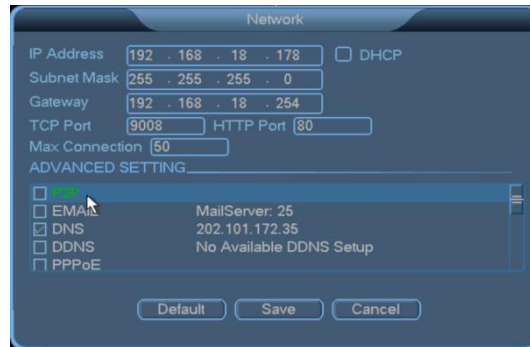 Network
IP Address 192 . 168 . 18 . 178 DHCP
Subnet Mask 255 . 255 . 255 . 0
Gateway 192 . 168 . 18 . 254
TCP Port 9008 HTTP Port 80
Max Connection 50
ADVANCED SETTING
P2P
EMAIL MailServer: 25
DNS 202.101.172.35
DDNS No Available DDNS Setup
PPPoE
Default Save Cancel